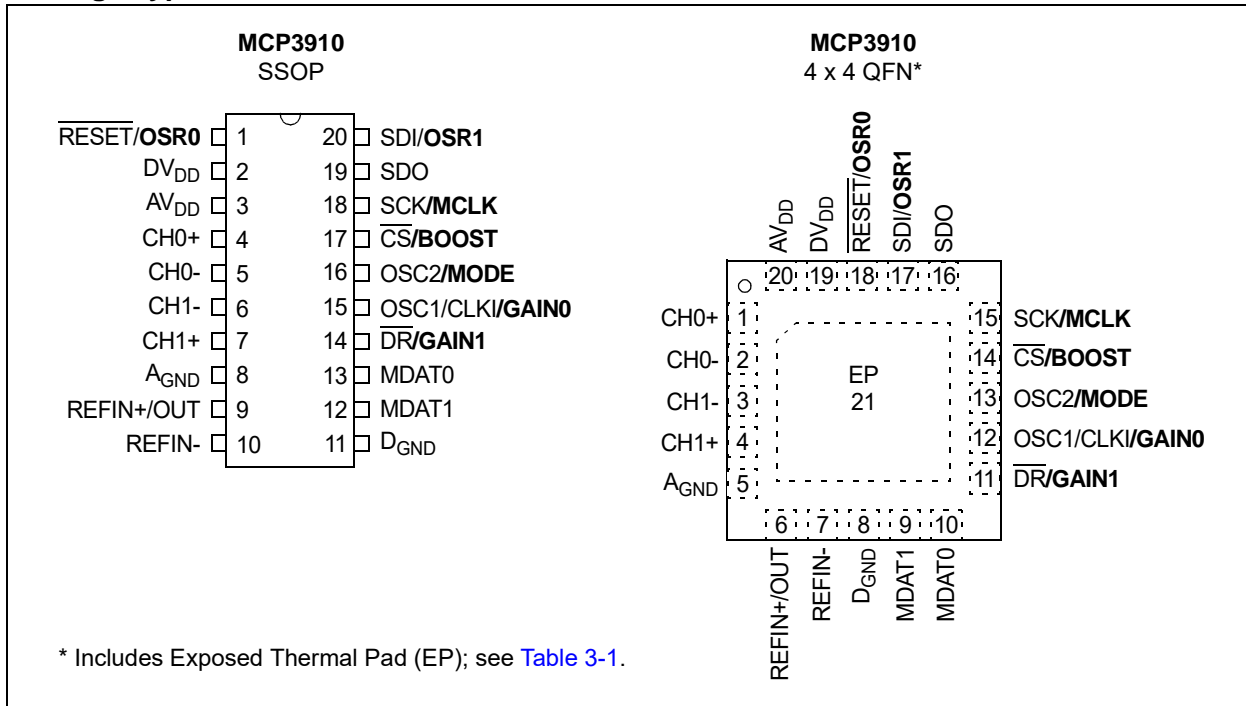 MCP3910
SSOP
RESET/OSR0 1
DVDD 2
AVDD 3
CH0+ 4
CH0- 5
CH1- 6
CH1+ 7
AGND 8
REFIN+/OUT 9
REFIN- 10
20 SDI/OSR1
19 SDO
18 SCK/MCLK
17 CS/BOOST
16 OSC2/MODE
15 OSC1/CLKI/GAIN0
14 DR/GAIN1
13 MDAT0
12 MDAT1
11 DGND
MCP3910
4 x 4 QFN*
AVDD
DVDD
RESET/OSR0
SDI/OSR1
SDO
20 19 18 17 16
CH0+ 1
CH0- 2
CH1- 3
CH1+ 4
AGND 5
EP
21
15 SCK/MCLK
14 CS/BOOST
13 OSC2/MODE
12 OSC1/CLKI/GAIN0
11 DR/GAIN1
6 7 8 9 10
REFIN+/OUT
REFIN-
DGND
MDAT1
MDAT0
* Includes Exposed Thermal Pad (EP); see Table 3-1.